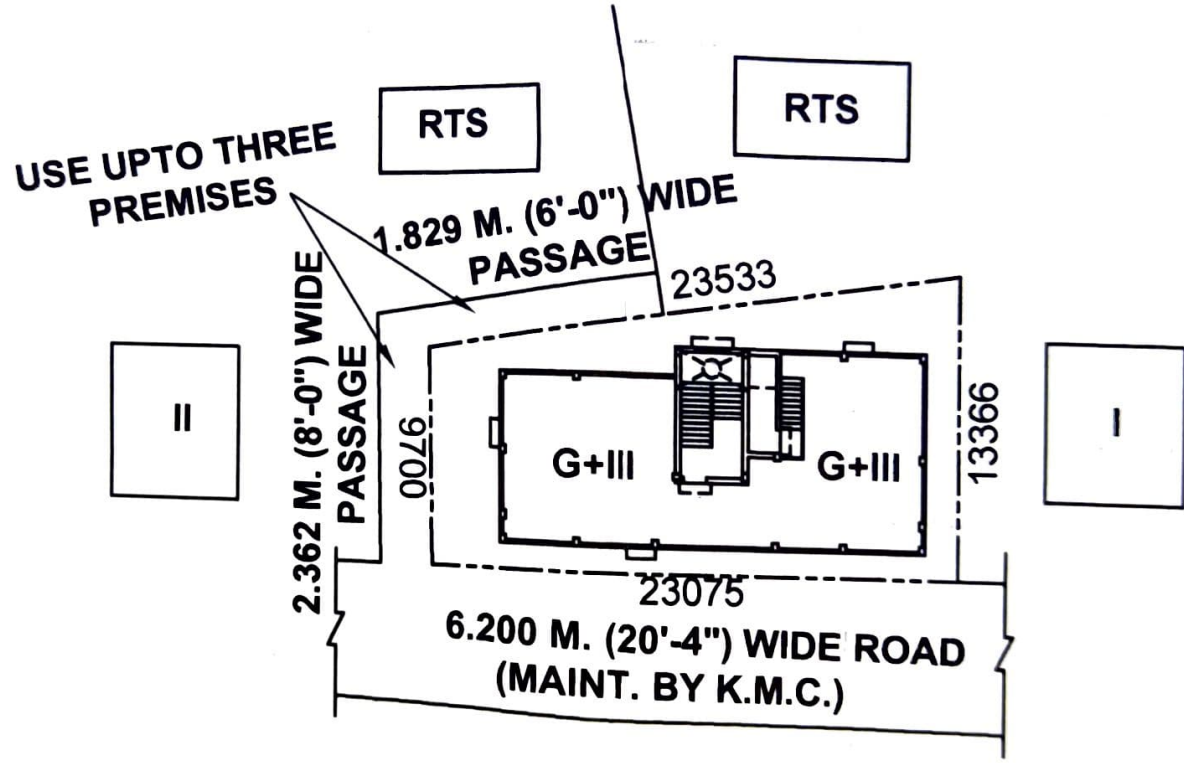 RTS
RTS
USE UPTO THREE
PREMISES
1.829 M. (6'-0") WIDE
PASSAGE
23533
2.362 M. (8'-0") WIDE
PASSAGE
II
9700
G+III
G+III
13366
I
23075
6.200 M. (20'-4") WIDE ROAD
(MAINT. BY K.M.C.)